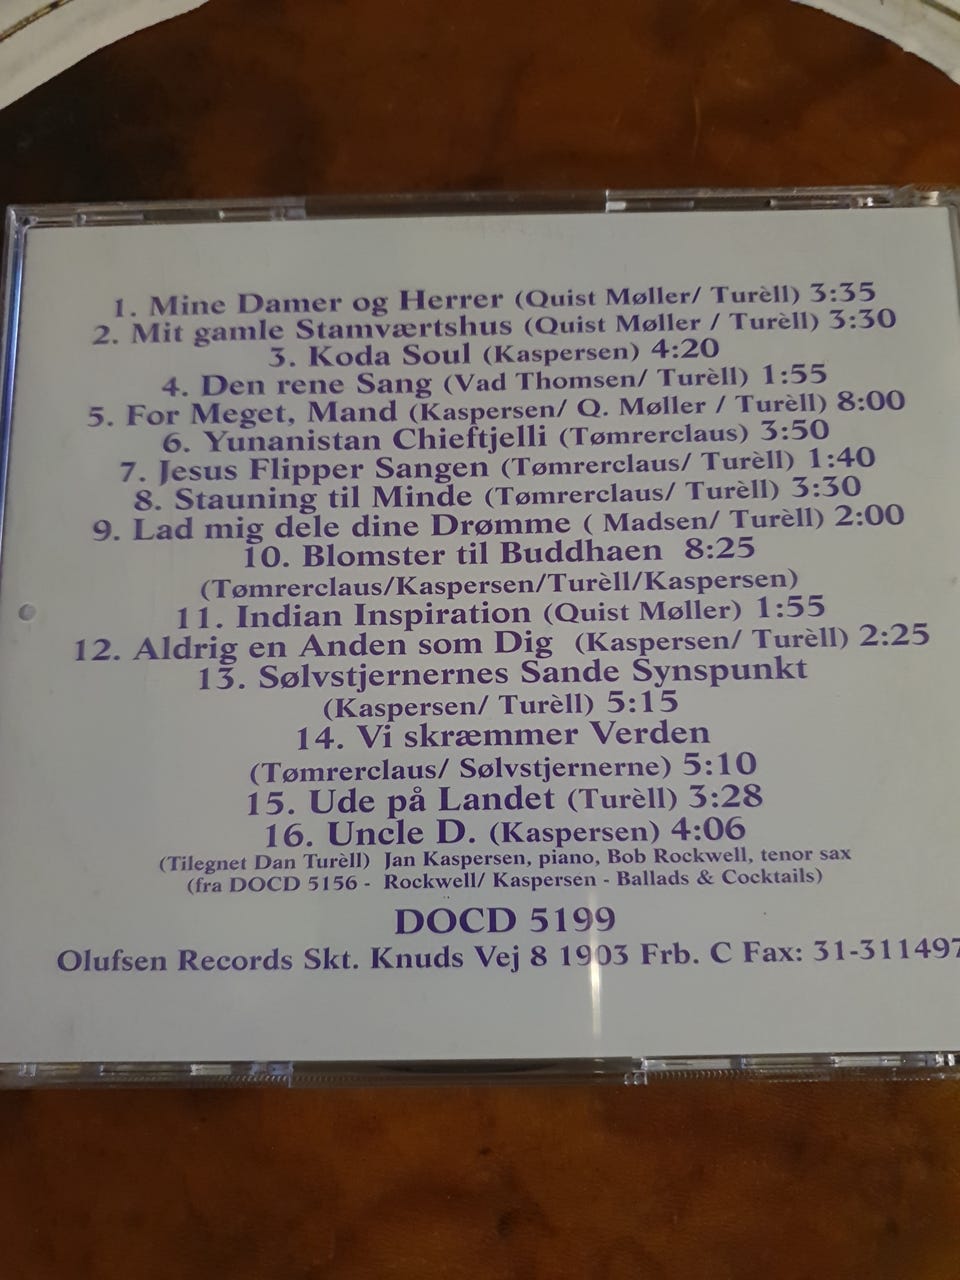 1. Mine Damer og Herrer (Quist Møller/ Turèll) 3:35
2. Mit gamle Stamværtshus (Quist Møller / Turèll) 3:30
3. Koda Soul (Kaspersen) 4:20
4. Den rene Sang (Vad Thomsen/ Turèll) 1:55
5. For Meget, Mand (Kaspersen/ Q. Møller / Turèll) 8:00
6. Yunanistan Chieftjelli (Tømrerclaus) 3:50
7. Jesus Flipper Sangen (Tømrerclaus/ Turèll) 1:40
8. Stauning til Minde (Tømrerclaus/ Turèll) 3:30
9. Lad mig dele dine Drømme ( Madsen/ Turèll) 2:00
10. Blomster til Buddhaen 8:25
(Tømrerclaus/Kaspersen/Turèll/Kaspersen)
11. Indian Inspiration (Quist Møller) 1:55
12. Aldrig en Anden som Dig (Kaspersen/ Turèll) 2:25
13. Sølvstjernernes Sande Synspunkt
(Kaspersen/ Turèll) 5:15
14. Vi skræmmer Verden
(Tømrerclaus/ Sølvstjernerne) 5:10
15. Ude på Landet (Turèll) 3:28
16. Uncle D. (Kaspersen) 4:06
(Tilegnet Dan Turèll) Jan Kaspersen, piano, Bob Rockwell, tenor sax
(fra DOCD 5156 - Rockwell/ Kaspersen - Ballads & Cocktails)
DOCD 5199
Olufsen Records Skt. Knuds Vej 8 1903 Frb. C Fax: 31-311497